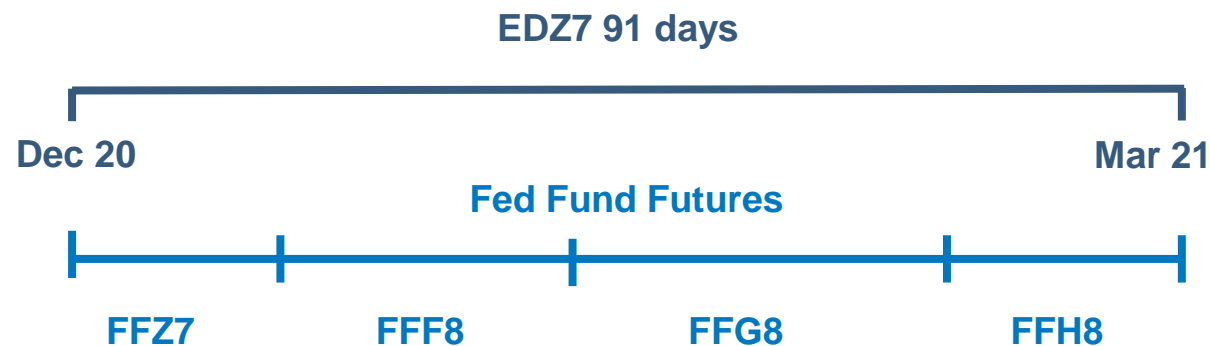 EDZ7 91 days
Dec 20
Mar 21
Fed Fund Futures
FFZ7
FFF8
FFG8
FFH8